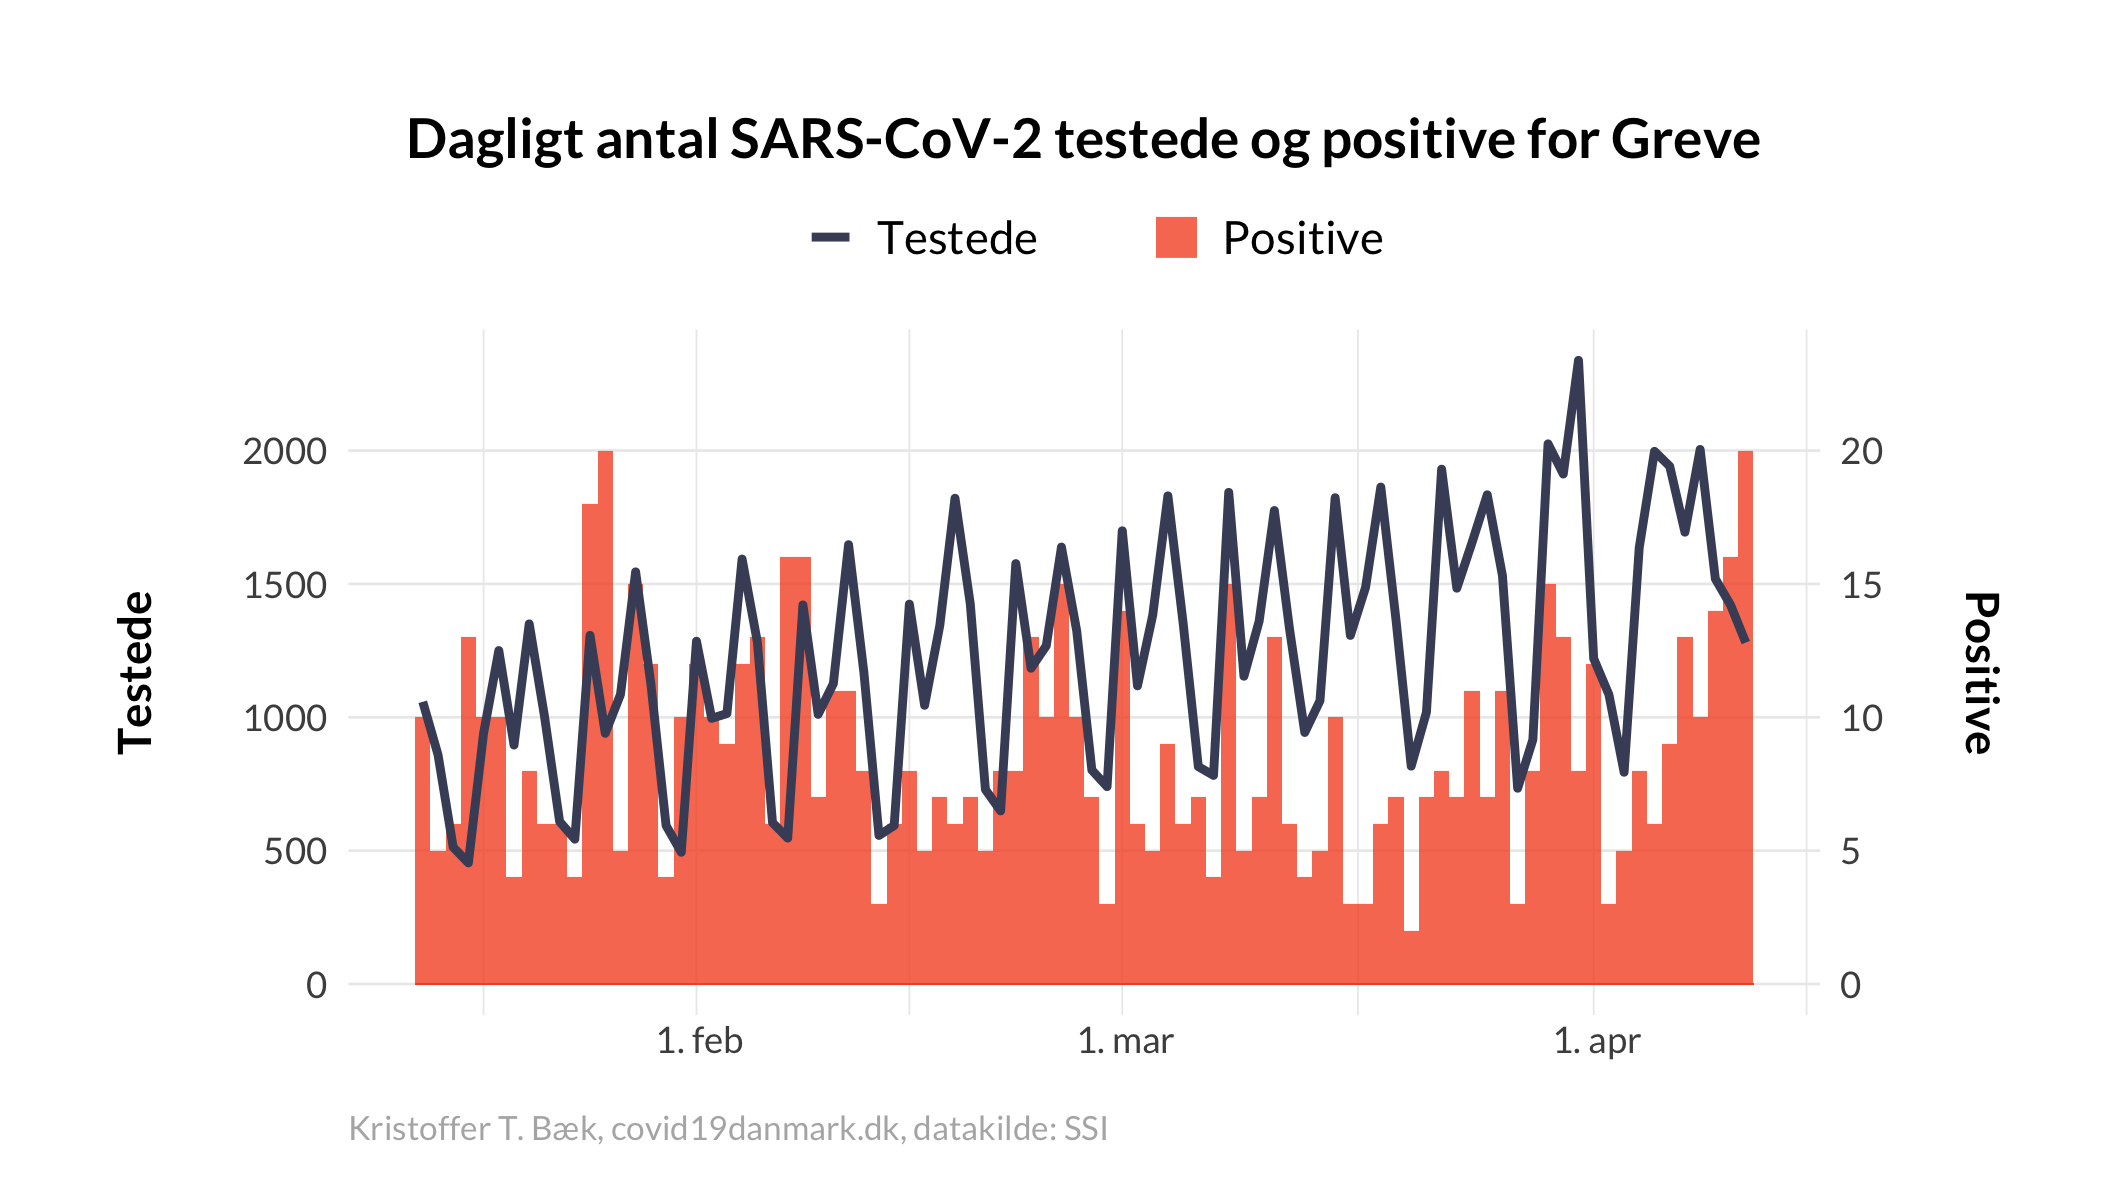 Dagligt antal SARS-CoV-2 testede og positive for Greve
Testede Positive
2000 20
1500 15
1000 10
500 5
0 0
Testede
Positive
1. feb 1. mar 1. apr
Kristoffer T. Bæk, covid19danmark.dk, datakilde: SSI